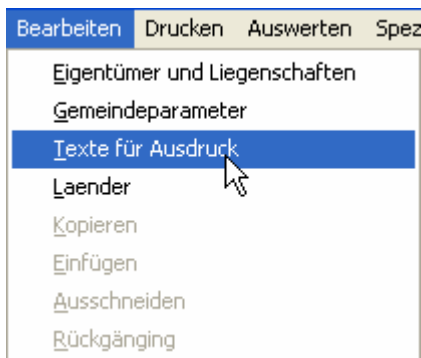 Bearbeiten Drucken Auswerten Spez
Eigentümer und Liegenschaften
Gemeindeparameter
Texte für Ausdruck
Laender
Kopieren
Einfügen
Ausschneiden
Rückgänging